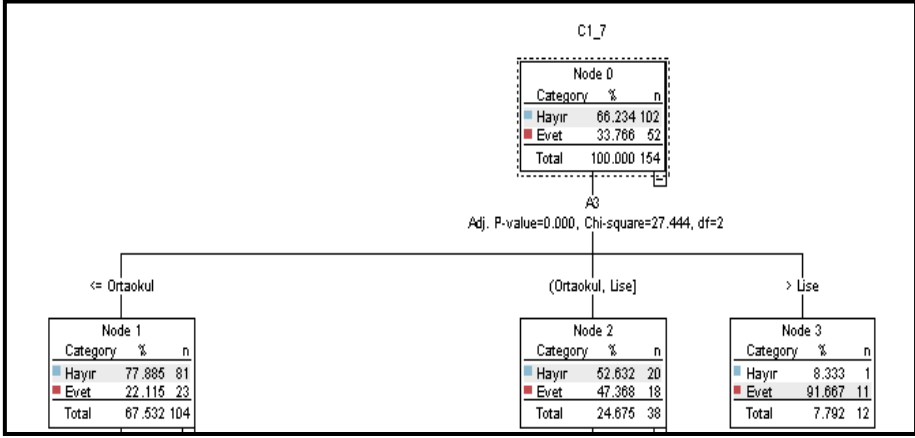 C1_7
Node 0
Category % n
Hayır 66.234 102
Evet 33.766 52
Total 100.000 154
A3
Adj. P-value=0.000, Chi-square=27.444, df=2
<= Ortaokul
(Ortaokul, Lise]
> Lise
Node 1
Category % n
Hayır 77.885 81
Evet 22.115 23
Total 67.532 104
Node 2
Category % n
Hayır 52.632 20
Evet 47.368 18
Total 24.675 38
Node 3
Category % n
Hayır 8.333 1
Evet 91.667 11
Total 7.792 12